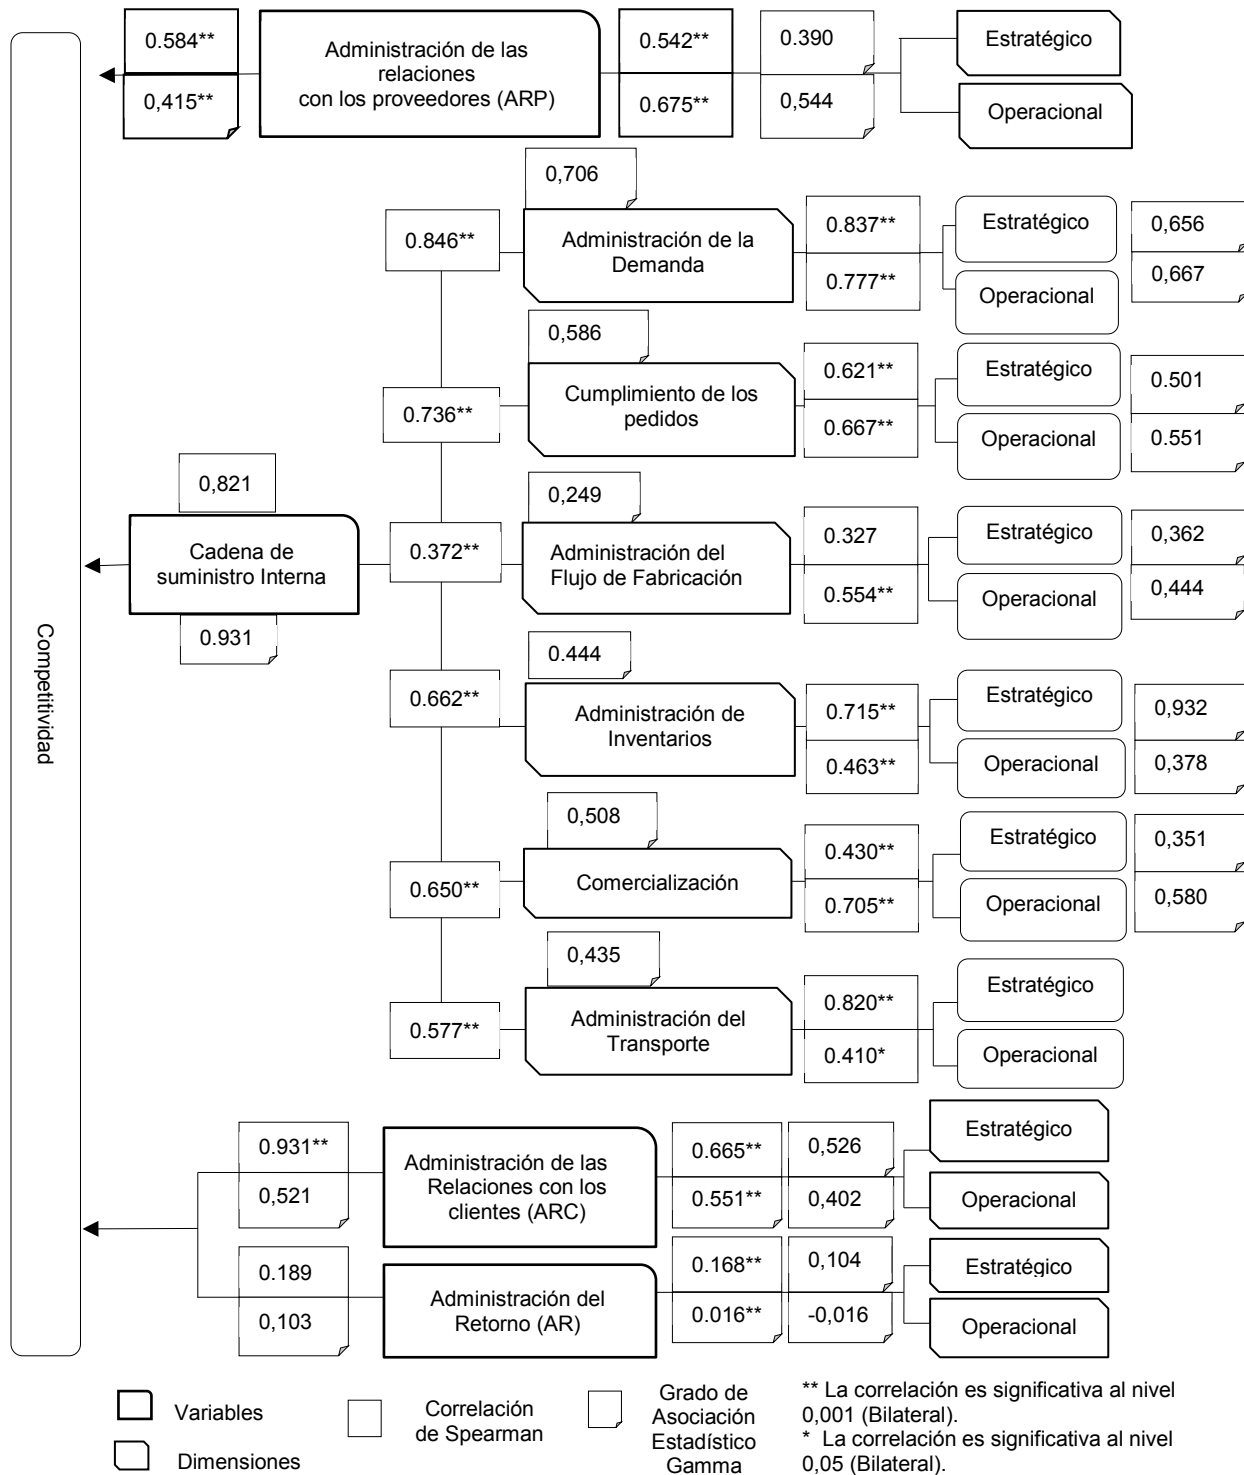 0.584**
0,415**
Administración de las
relaciones
con los proveedores (ARP)
0.542**
0.675**
0.390
0,544
Estratégico
Operacional
0,706
0.846**
Administración de la
Demanda
0.837**
0.777**
Estratégico
Operacional
0,656
0,667
0,586
0.736**
Cumplimiento de los
pedidos
0.621**
0.667**
Estratégico
Operacional
0.501
0.551
0,821
Cadena de
suministro Interna
0.931
0,249
0.372**
Administración del
Flujo de Fabricación
0.327
0.554**
Estratégico
Operacional
0,362
0,444
Competitividad
0.444
0.662**
Administración de
Inventarios
0.715**
0.463**
Estratégico
Operacional
0,932
0,378
0,508
0.650**
Comercialización
0.430**
0.705**
Estratégico
Operacional
0,351
0,580
0,435
0.577**
Administración del
Transporte
0.820**
0.410*
Estratégico
Operacional
0.931**
0,521
Administración de las
Relaciones con los
clientes (ARC)
0.665**
0.551**
0,526
0,402
Estratégico
Operacional
0.189
0,103
Administración del
Retorno (AR)
0.168**
0.016**
0,104
-0,016
Estratégico
Operacional
Variables
Dimensiones
Correlación
de Spearman
Grado de
Asociación
Estadístico
Gamma
** La correlación es significativa al nivel
0,001 (Bilateral).
* La correlación es significativa al nivel
0,05 (Bilateral).